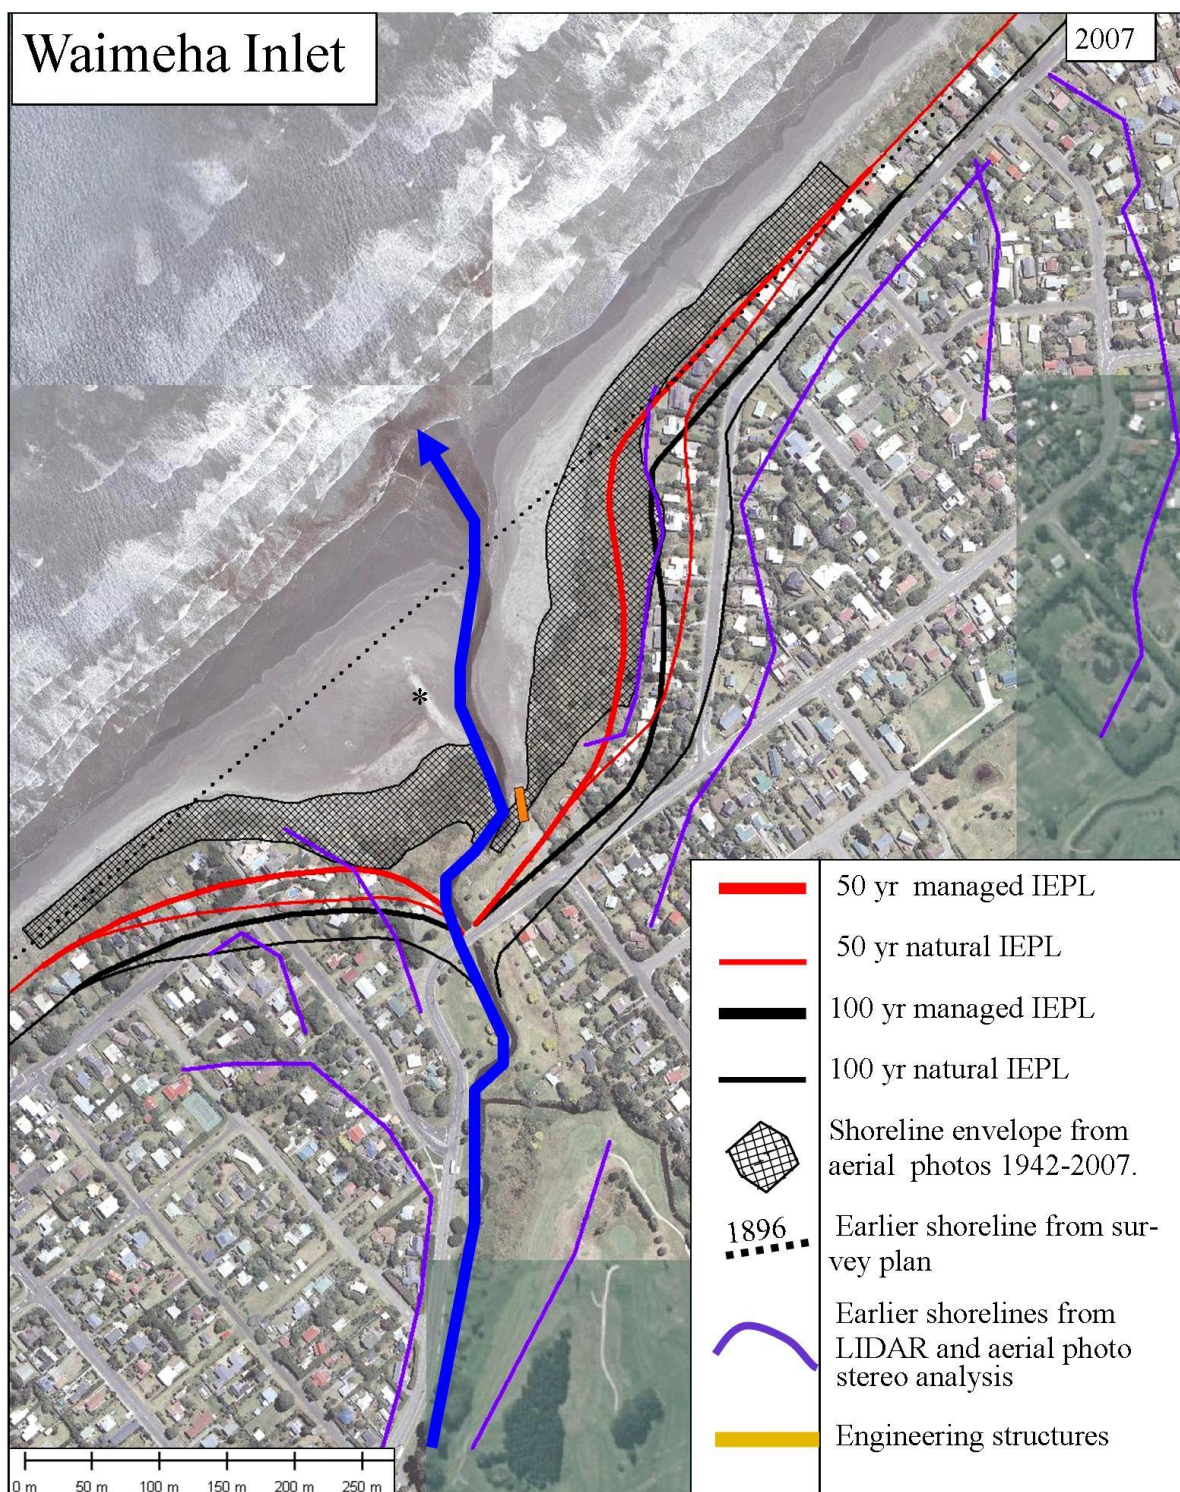 Waimeha Inlet
2007
*
50 yr managed IEPL
50 yr natural IEPL
100 yr managed IEPL
100 yr natural IEPL
Shoreline envelope from
aerial photos 1942-2007.
1896
Earlier shoreline from sur-
vey plan
Earlier shorelines from
LIDAR and aerial photo
stereo analysis
Engineering structures
0 m 50 m 100 m 150 m 200 m 250 m